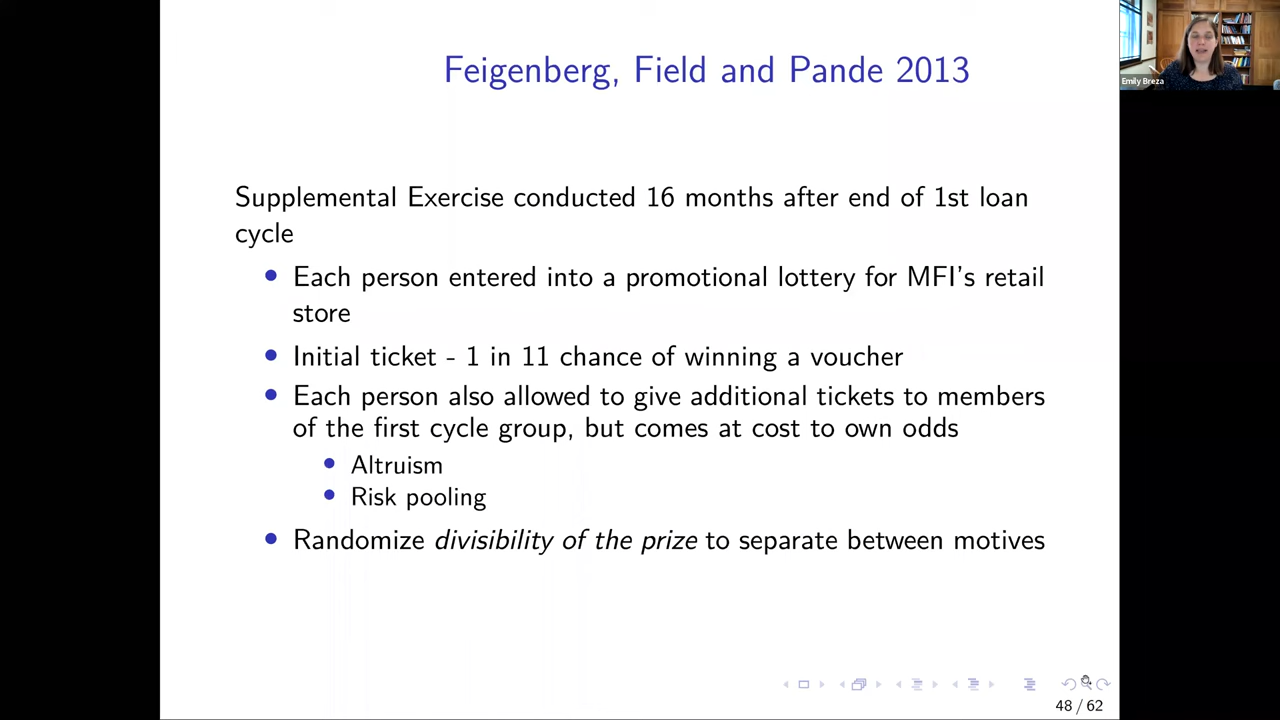 Feigenberg, Field and Pande 2013
Emily Breza
Supplemental Exercise conducted 16 months after end of 1st loan
cycle
Each person entered into a promotional lottery for MFI's retail
store
Initial ticket - 1 in 11 chance of winning a voucher
Each person also allowed to give additional tickets to members
of the first cycle group, but comes at cost to own odds
Altruism
Risk pooling
Randomize divisibility of the prize to separate between motives
48 / 62